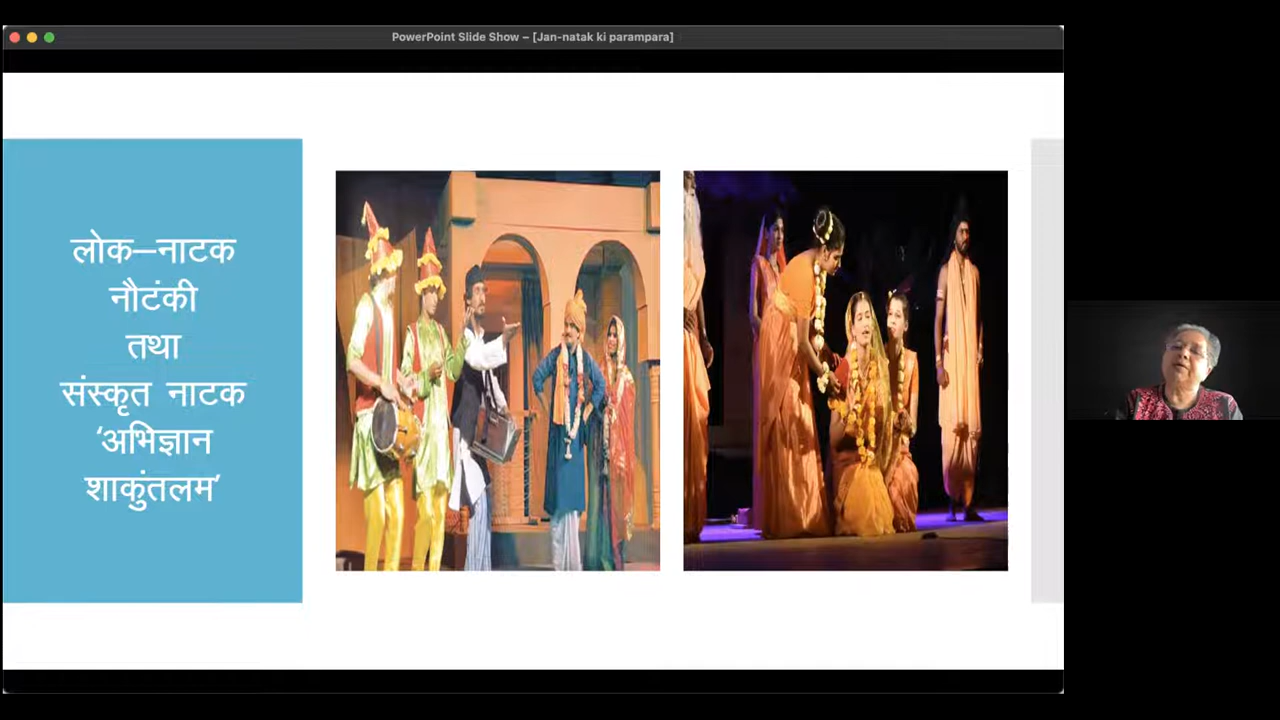 PowerPoint Slide Show – [Jan-natak ki parampara]
लोक–नाटक
नौटंकी
तथा
संस्कृत नाटक
‘अभिज्ञान
शाकुंतलम’